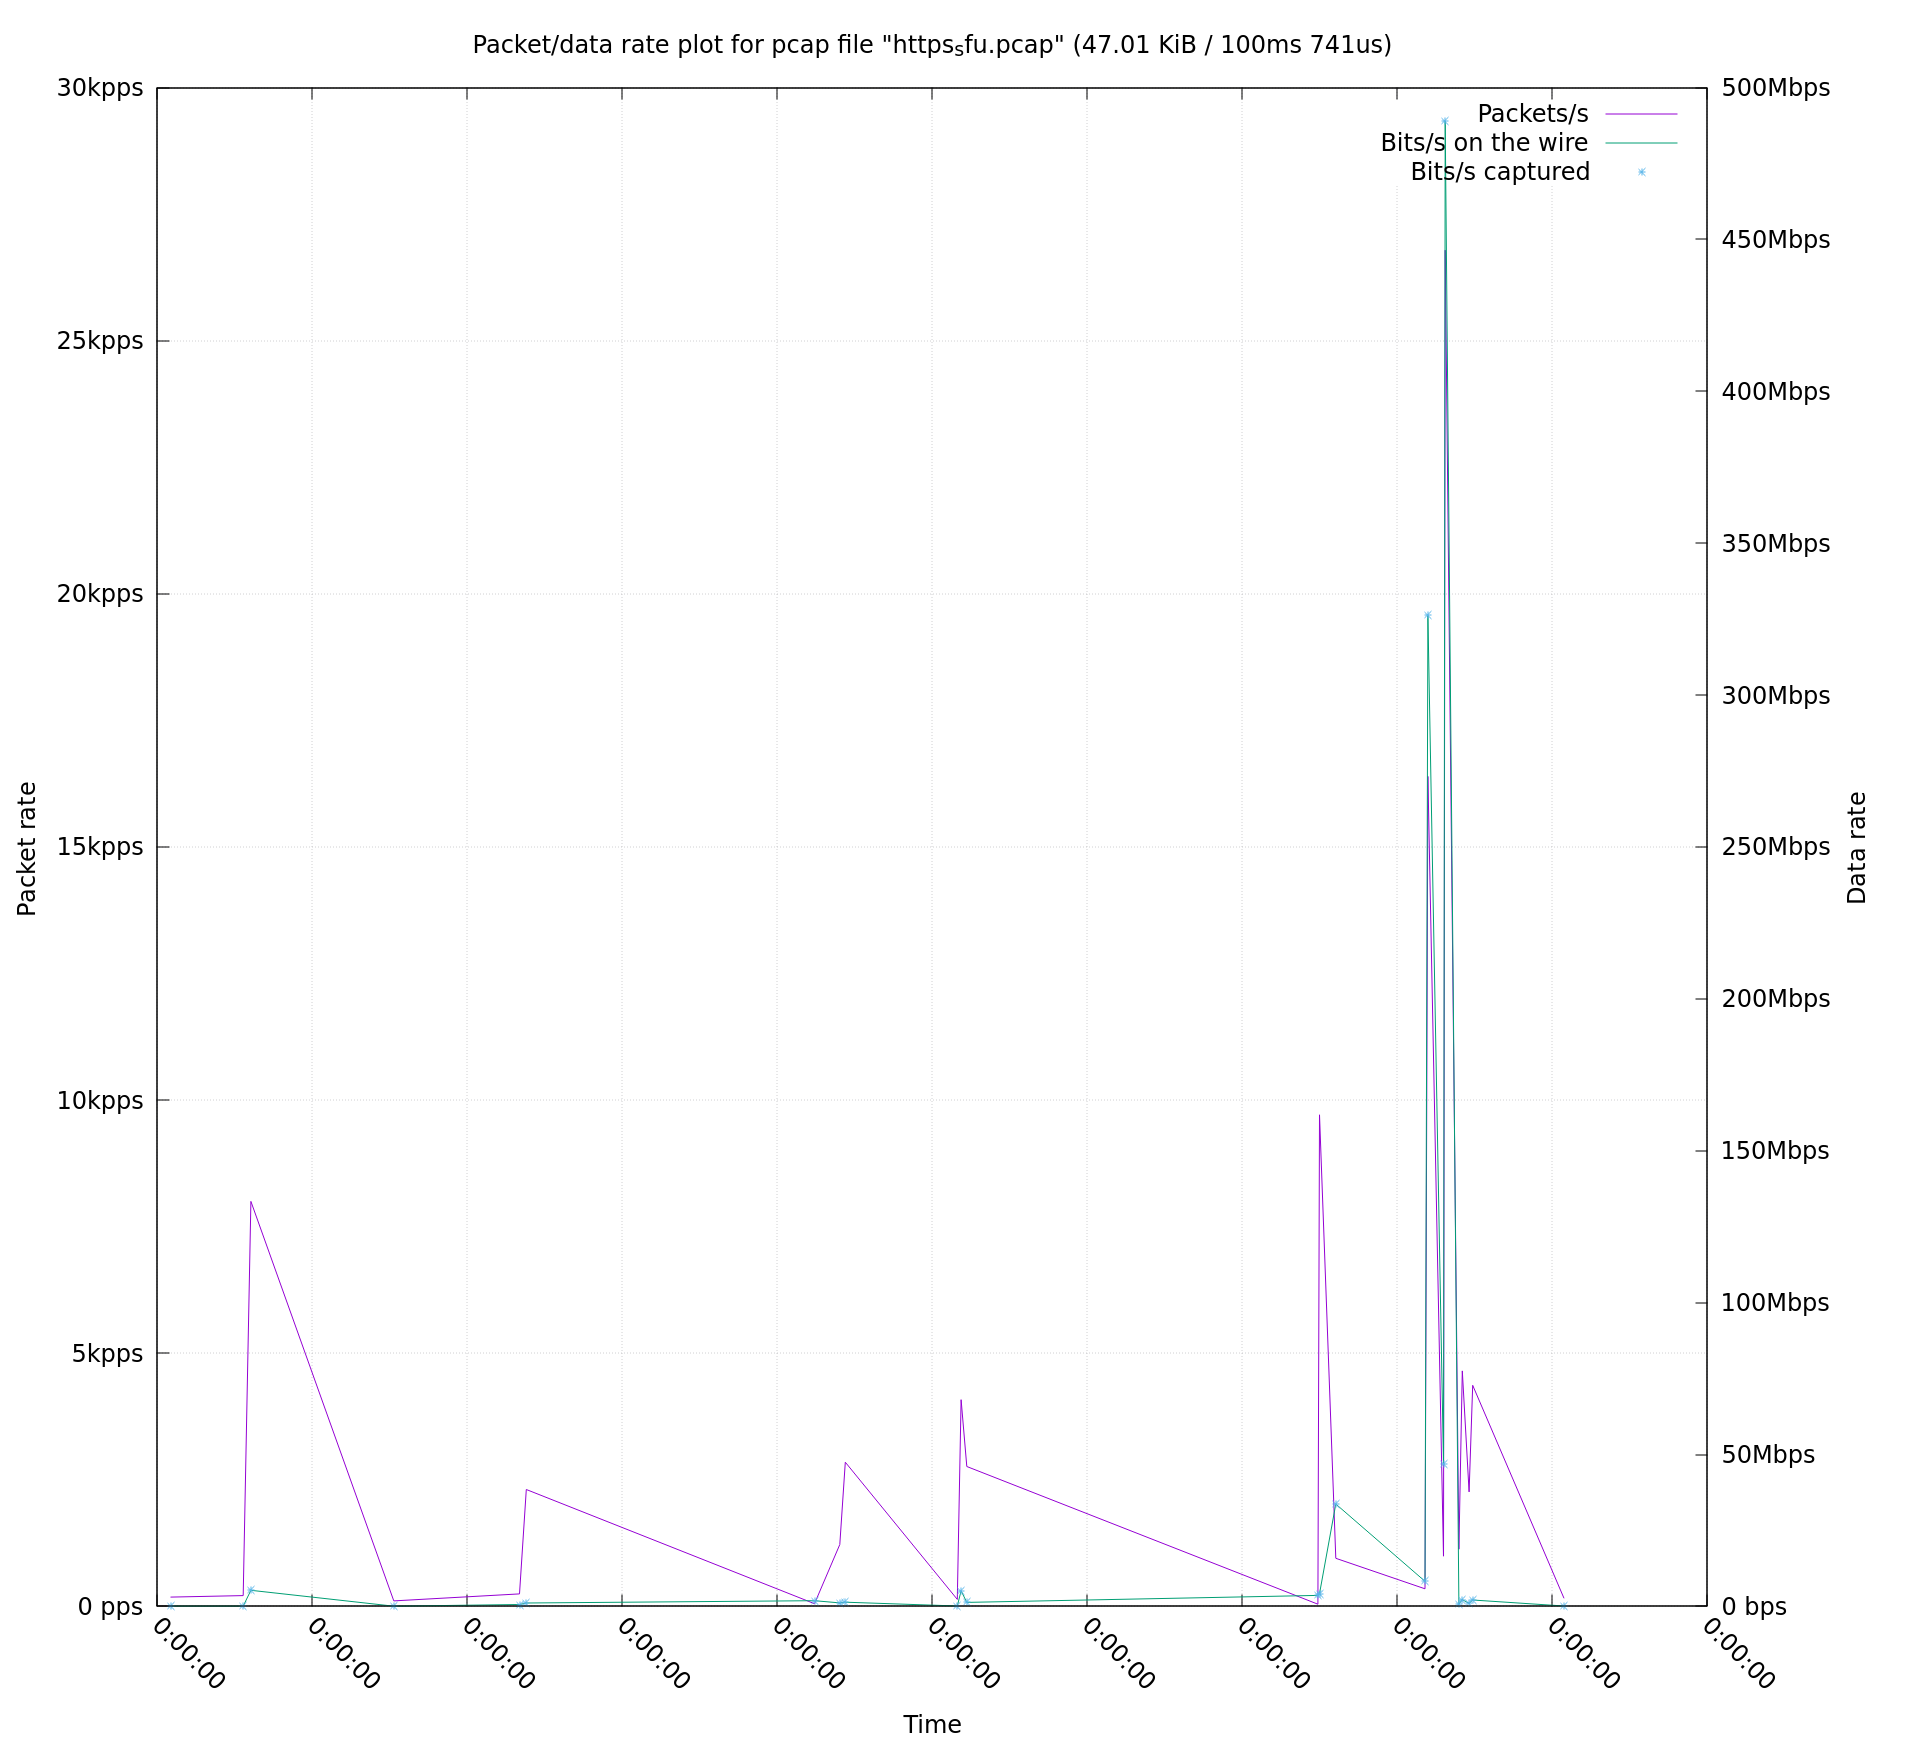 Packet/data rate plot for pcap file "httpsₛfu.pcap" (47.01 KiB / 100ms 741us)
30kpps
25kpps
20kpps
15kpps
10kpps
5kpps
0 pps
Packet rate
Packets/s
Bits/s on the wire
Bits/s captured
500Mbps
450Mbps
400Mbps
350Mbps
300Mbps
250Mbps
200Mbps
150Mbps
100Mbps
50Mbps
0 bps
Data rate
0:00:00
0:00:00
0:00:00
0:00:00
0:00:00
0:00:00
0:00:00
0:00:00
0:00:00
0:00:00
0:00:00
Time